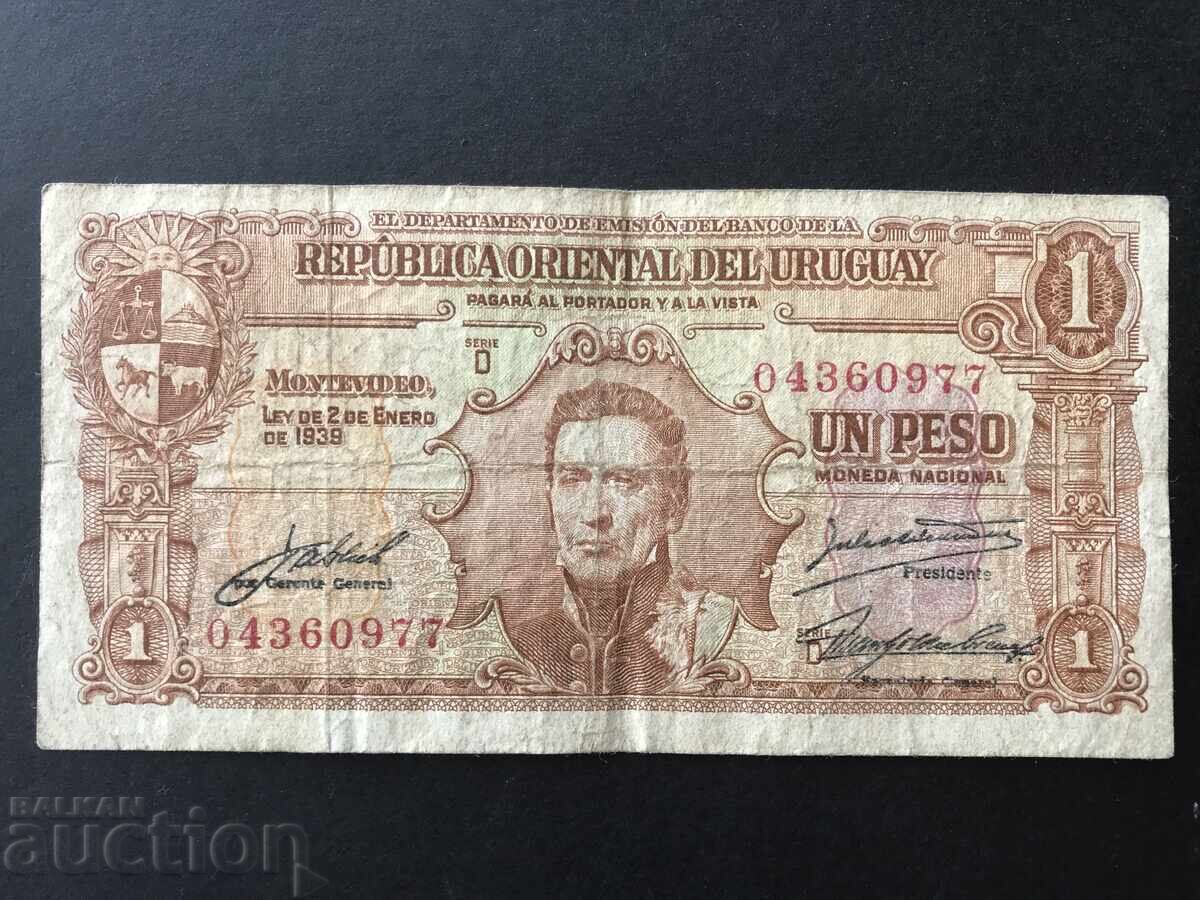 EL DEPARTAMENTO DE EMISIÓN DEL BANCO DE LA
REPÚBLICA ORIENTAL DEL URUGUAY
PAGARÁ AL PORTADOR Y A LA VISTA
1
SERIE
D
04360977
MONTEVIDEO,
LEY DE 2 DE ENERO
DE 1939
UN PESO
MONEDA NACIONAL
Gerente General
Presidente
04360977
SERIE
D
Secretario General
1
1
BALKAN
auction